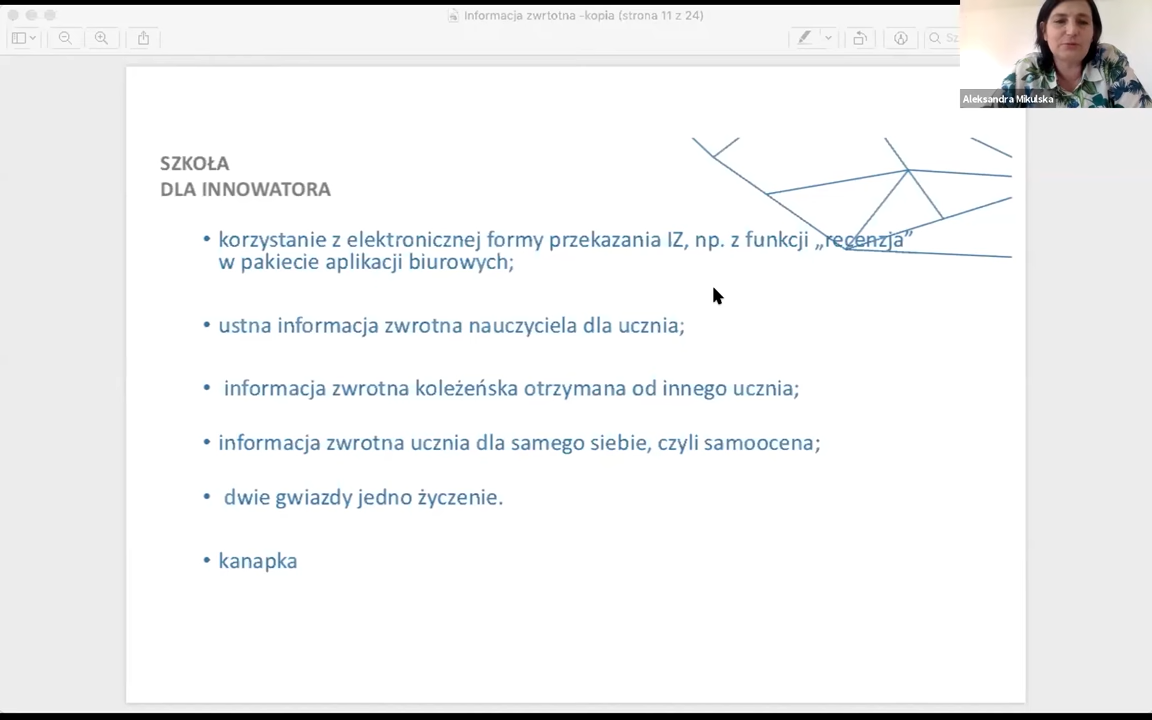 Informacja zwrtotna -kopia (strona 11 z 24)
Sz
Aleksandra Mikulska
SZKOŁA
DLA INNOWATORA
• korzystanie z elektronicznej formy przekazania IZ, np. z funkcji „recenzja”
w pakiecie aplikacji biurowych;
• ustna informacja zwrotna nauczyciela dla ucznia;
• informacja zwrotna koleżeńska otrzymana od innego ucznia;
• informacja zwrotna ucznia dla samego siebie, czyli samoocena;
• dwie gwiazdy jedno życzenie.
• kanapka